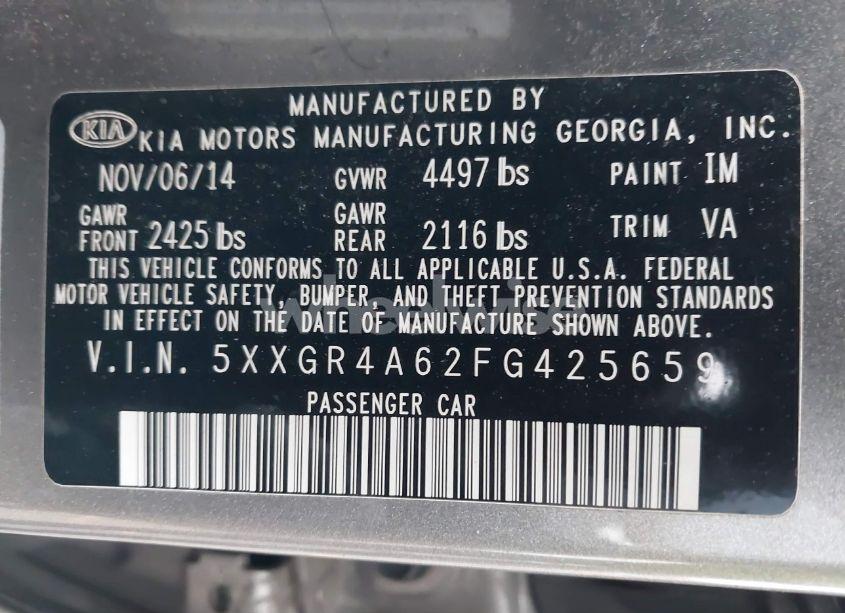 MANUFACTURED BY
KIA KIA MOTORS MANUFACTURING GEORGIA, INC.
NOV/06/14 GVWR 4497 lbs PAINT IM
GAWR FRONT 2425 lbs GAWR REAR 2116 lbs TRIM VA
THIS VEHICLE CONFORMS TO ALL APPLICABLE U.S.A. FEDERAL
MOTOR VEHICLE SAFETY, BUMPER, AND THEFT PREVENTION STANDARDS
IN EFFECT ON THE DATE OF MANUFACTURE SHOWN ABOVE.
V.I.N. 5XXGR4A62FG425659
PASSENGER CAR